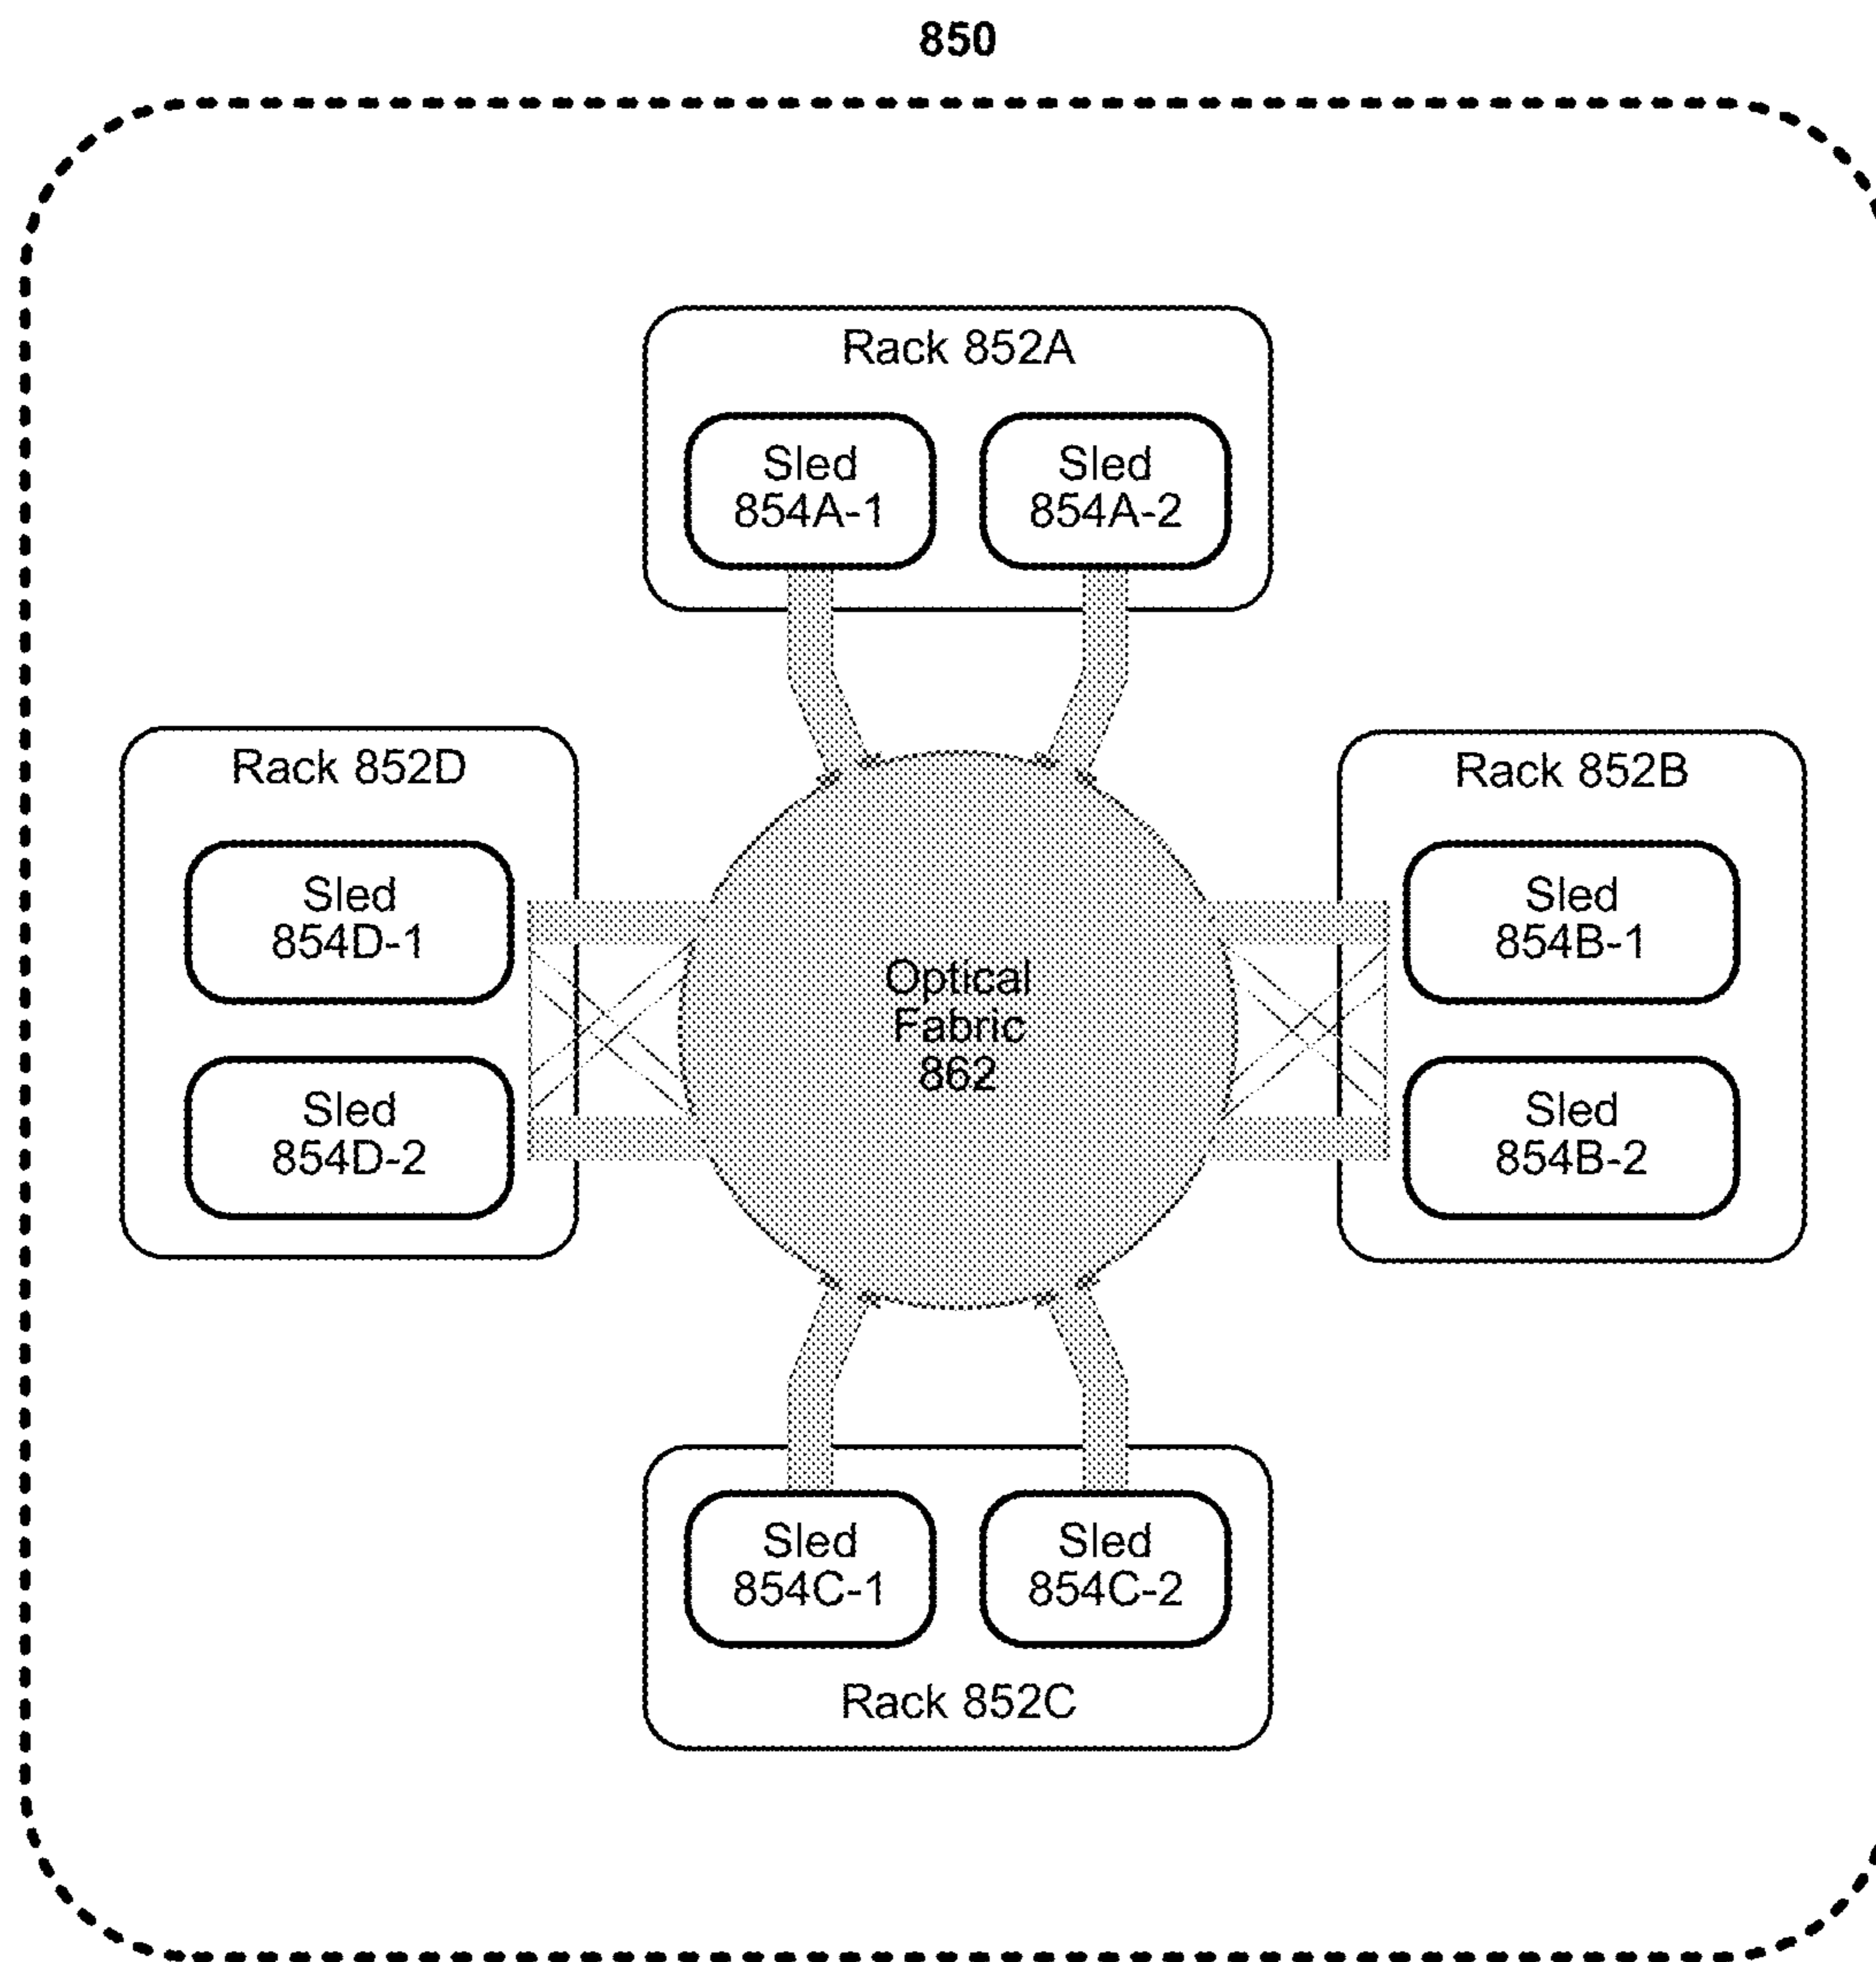 850
Rack 852A
Sled
854A-1
Sled
854A-2
Rack 852D
Sled
854D-1
Sled
854D-2
Optical
Fabric
862
Rack 852B
Sled
854B-1
Sled
854B-2
Sled
854C-1
Sled
854C-2
Rack 852C